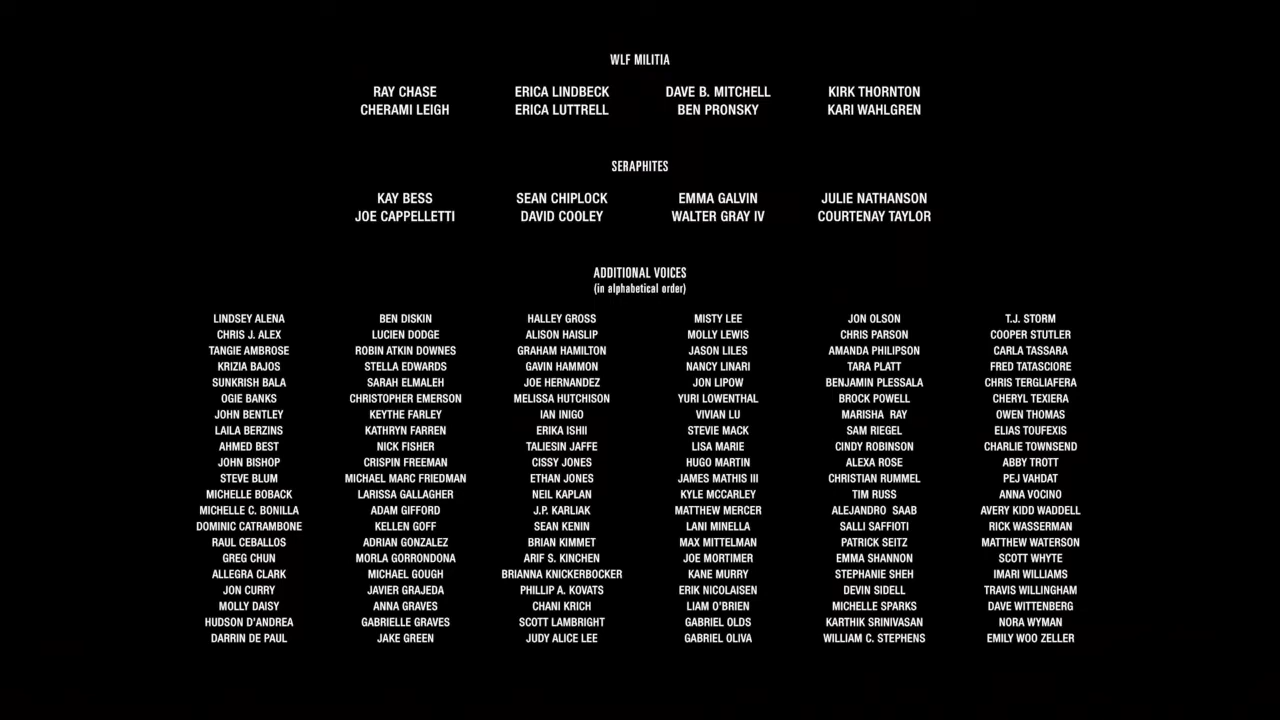 WLF MILITIA
RAY CHASE ERICA LINDBECK DAVE B. MITCHELL KIRK THORNTON
CHERAMI LEIGH ERICA LUTTRELL BEN PRONSKY KARI WAHLGREN
SERAPHITES
KAY BESS SEAN CHIPLOCK EMMA GALVIN JULIE NATHANSON
JOE CAPPELLETTI DAVID COOLEY WALTER GRAY IV COURTENAY TAYLOR
ADDITIONAL VOICES
(in alphabetical order)
LINDSEY ALENA BEN DISKIN HALLEY GROSS MISTY LEE JON OLSON T.J. STORM
CHRIS J. ALEX LUCIEN DODGE ALISON HAISLIP MOLLY LEWIS CHRIS PARSON COOPER STUTLER
TANGIE AMBROSE ROBIN ATKIN DOWNES GRAHAM HAMILTON JASON LILES AMANDA PHILIPSON CARLA TASSARA
KRIZIA BAJOS STELLA EDWARDS GAVIN HAMMON NANCY LINARI TARA PLATT FRED TATASCIORE
SUNKRISH BALA SARAH ELMALEH JOE HERNANDEZ JON LIPOW BENJAMIN PLESSALA CHRIS TERGLIAFERA
OGIE BANKS CHRISTOPHER EMERSON MELISSA HUTCHISON YURI LOWENTHAL BROCK POWELL CHERYL TEXIERA
JOHN BENTLEY KEYTHE FARLEY IAN INIGO VIVIAN LU MARISHA RAY OWEN THOMAS
LAILA BERZINS KATHRYN FARREN ERIKA ISHII STEVIE MACK SAM RIEGEL ELIAS TOUFEXIS
AHMED BEST NICK FISHER TALIESIN JAFFE LISA MARIE CINDY ROBINSON CHARLIE TOWNSEND
JOHN BISHOP CRISPIN FREEMAN CISSY JONES HUGO MARTIN ALEXA ROSE ABBY TROTT
STEVE BLUM MICHAEL MARC FRIEDMAN ETHAN JONES JAMES MATHIS III CHRISTIAN RUMMEL PEJ VAHDAT
MICHELLE BOBACK LARISSA GALLAGHER NEIL KAPLAN KYLE MCCARLEY TIM RUSS ANNA VOCINO
MICHELLE C. BONILLA ADAM GIFFORD J.P. KARLIAK MATTHEW MERCER ALEJANDRO SAAB AVERY KIDD WADDELL
DOMINIC CATRAMBONE KELLEN GOFF SEAN KENIN LANI MINELLA SALLI SAFFIOTI RICK WASSERMAN
RAUL CEBALLOS ADRIAN GONZALEZ BRIAN KIMMET MAX MITTELMAN PATRICK SEITZ MATTHEW WATERSON
GREG CHUN MORLA GORRONDONA ARIF S. KINCHEN JOE MORTIMER EMMA SHANNON SCOTT WHYTE
ALLEGRA CLARK MICHAEL GOUGH BRIANNA KNICKERBOCKER KANE MURRY STEPHANIE SHEH IMARI WILLIAMS
JON CURRY JAVIER GRAJEDA PHILLIP A. KOVATS ERIK NICOLAISEN DEVIN SIDELL TRAVIS WILLINGHAM
MOLLY DAISY ANNA GRAVES CHANI KRICH LIAM O'BRIEN MICHELLE SPARKS DAVE WITTENBERG
HUDSON D'ANDREA GABRIELLE GRAVES SCOTT LAMBRIGHT GABRIEL OLDS KARTHIK SRINIVASAN NORA WYMAN
DARRIN DE PAUL JAKE GREEN JUDY ALICE LEE GABRIEL OLIVA WILLIAM C. STEPHENS EMILY WOO ZELLER